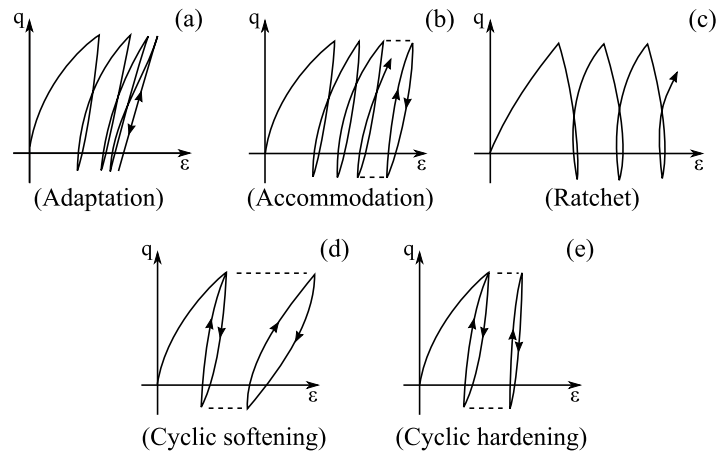 q
(a)
ε
(Adaptation)
q
(b)
ε
(Accommodation)
q
(c)
ε
(Ratchet)
q
(d)
ε
(Cyclic softening)
q
(e)
ε
(Cyclic hardening)